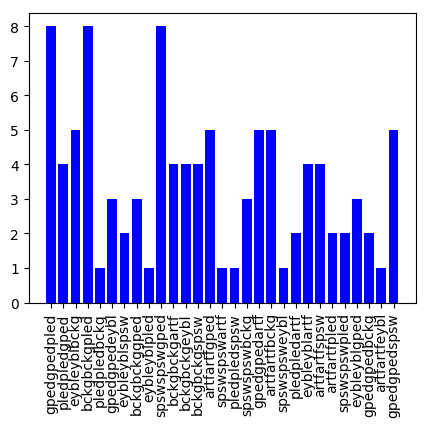 8
7
6
5
4
3
2
1
0
gpedgpedpled
pledpledgped
eybleyblbckg
bckgbckgpled
pledpledbckg
gpedgpedeybl
eybleyblspsw
bckgbckggped
eybleyblpled
spswspswgped
bckgbckgartf
bckgbckgeybl
bckgbckgspsw
artfartfgped
spswspswartf
pledpledspsw
spswspswbckg
gpedgpedartf
artfartfbckg
spswspsweybl
pledpledartf
eybleyblartf
artfartfspsw
artfartfpled
spswspswpled
eybleyblgped
gpedgpedbckg
artfartfeybl
gpedgpedspsw